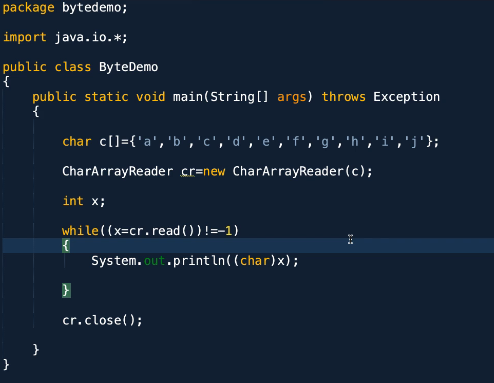 package bytedemo;
import java.io.*;
public class ByteDemo
{
    public static void main(String[] args) throws Exception
    {
        char c[]={'a','b','c','d','e','f','g','h','i','j'};
        CharArrayReader cr=new CharArrayReader(c);
        int x;
        while((x=cr.read())!=-1)
        {
            System.out.println((char)x);
        }
        cr.close();
    }
}